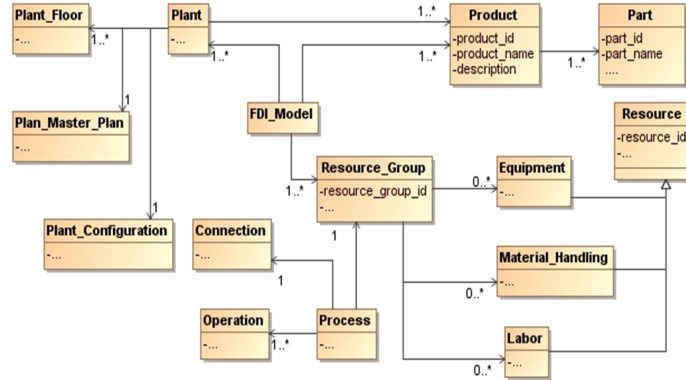 Plant_Floor
-...
1..*
Plant
-...
1..*
1..*
Product
-product_id
-product_name
-description
1..*
1..*
Part
-part_id
-part_name
....
Plan_Master_Plan
-...
1
FDI_Model
Resource
-resource_id
-...
Resource_Group
-resource_group_id
-...
1..*
Equipment
-...
0..*
Plant_Configuration
-...
1
Connection
-...
1
1
Material_Handling
-...
0..*
Operation
-...
1..*
Process
-...
Labor
-...
0..*